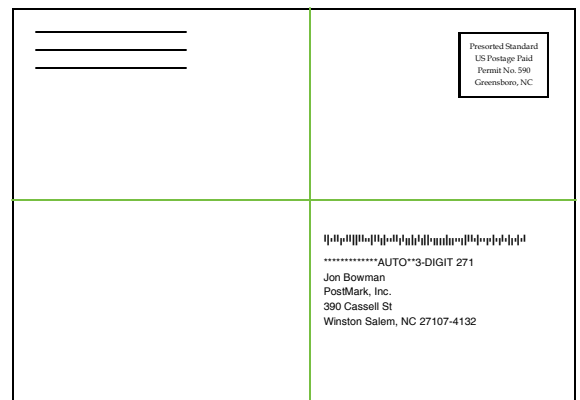 Presorted Standard
US Postage Paid
Permit No. 590
Greensboro, NC
*************AUTO**3-DIGIT 271
Jon Bowman
PostMark, Inc.
390 Cassell St
Winston Salem, NC 27107-4132